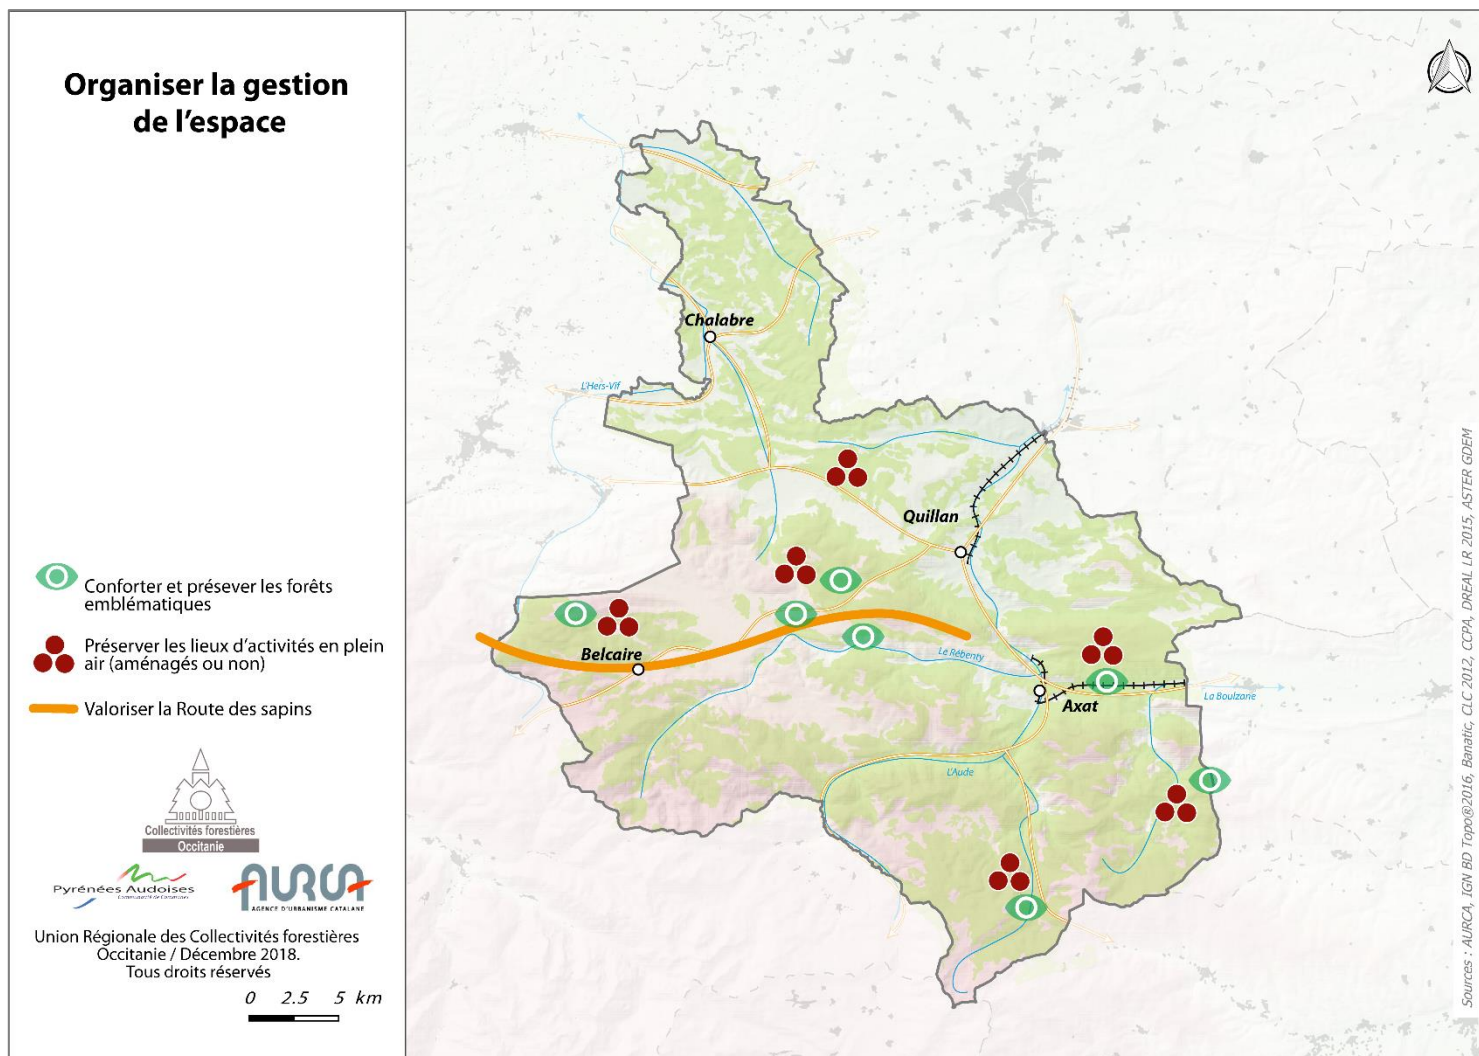 Organiser la gestion
de l'espace
Conforter et présever les forêts
emblématiques
Préserver les lieux d'activités en plein
air (aménagés ou non)
Valoriser la Route des sapins
Collectivités forestières
Occitanie
Pyrénées Audoises
Communauté de Communes
AURCA
AGENCE D'URBANISME CATALANE
Union Régionale des Collectivités forestières
Occitanie / Décembre 2018.
Tous droits réservés
0 2.5 5 km
Chalabre
L'Hers-Vif
Quillan
Belcaire
Le Rébenty
Axat
La Boulzane
L'Aude
Sources : AURCA, IGN BD Topo®2016, Banatic, CLC 2012, CCPA, DREAL LR 2015, ASTER GDEM